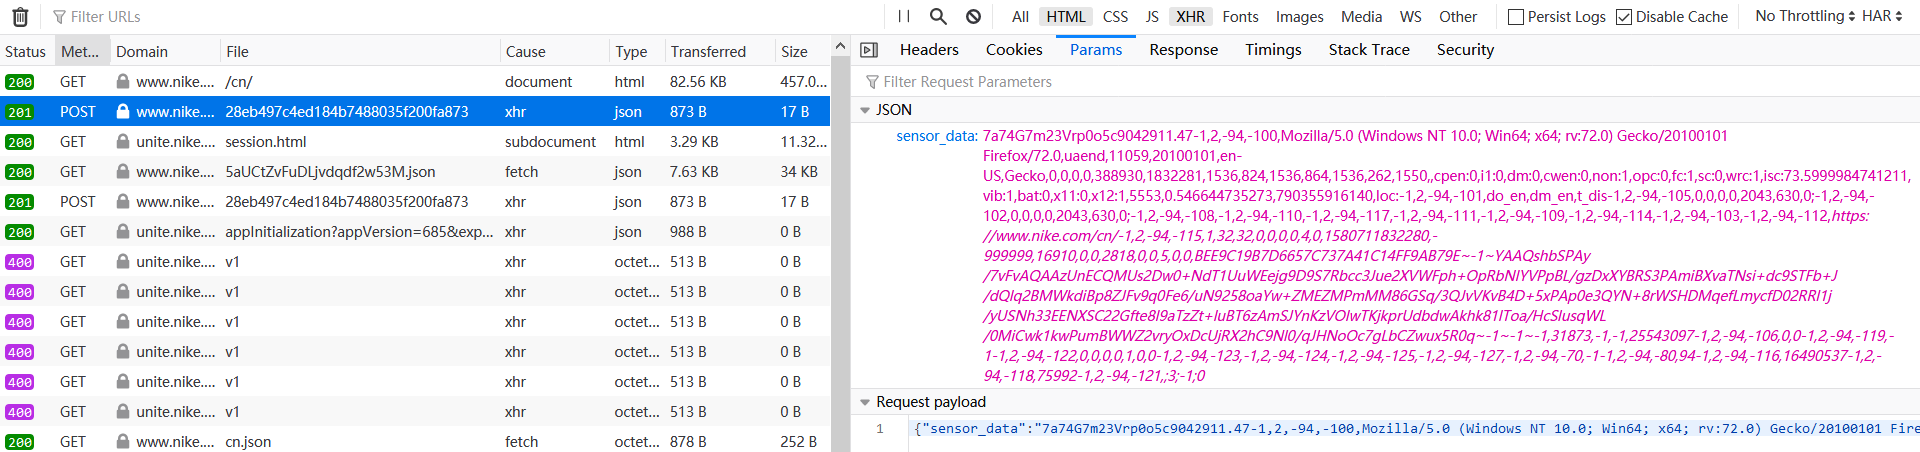 Filter URLs
All HTML CSS JS XHR Fonts Images Media WS Other Persist Logs Disable Cache No Throttling HAR
Status Met... Domain File Cause Type Transferred Size
200 GET www.nike.... /cn/ document html 82.56 KB 457.0...
201 POST www.nike.... 28eb497c4ed184b7488035f200fa873 xhr json 873 B 17 B
200 GET unite.nike.... session.html subdocument html 3.29 KB 11.32...
200 GET www.nike.... 5aUCtZvFuDLjvdqdf2w53M.json fetch json 7.63 KB 34 KB
201 POST www.nike.... 28eb497c4ed184b7488035f200fa873 xhr json 873 B 17 B
200 GET unite.nike.... appInitialization?appVersion=685&exp... xhr json 988 B 0 B
400 GET unite.nike.... v1 xhr octet... 513 B 0 B
400 GET unite.nike.... v1 xhr octet... 513 B 0 B
400 GET unite.nike.... v1 xhr octet... 513 B 0 B
400 GET unite.nike.... v1 xhr octet... 513 B 0 B
400 GET unite.nike.... v1 xhr octet... 513 B 0 B
400 GET unite.nike.... v1 xhr octet... 513 B 0 B
200 GET www.nike.... cn.json fetch octet... 878 B 252 B
Headers Cookies Params Response Timings Stack Trace Security
Filter Request Parameters
JSON
sensor_data: 7a74G7m23Vrp0o5c9042911.47-1,2,-94,-100,Mozilla/5.0 (Windows NT 10.0; Win64; x64; rv:72.0) Gecko/20100101
Firefox/72.0,uaend,11059,20100101,en-
US,Gecko,0,0,0,0,388930,1832281,1536,824,1536,864,1536,262,1550,,cpen:0,i1:0,dm:0,cwen:0,non:1,opc:0,fc:1,sc:0,wrc:1,isc:73.5999984741211,
vib:1,bat:0,x11:0,x12:1,5553,0.546644735273,790355916140,loc:-1,2,-94,-101,do_en,dm_en,t_dis-1,2,-94,-105,0,0,0,0,2043,630,0;-1,2,-94,-
102,0,0,0,0,2043,630,0;-1,2,-94,-108,-1,2,-94,-110,-1,2,-94,-117,-1,2,-94,-111,-1,2,-94,-109,-1,2,-94,-114,-1,2,-94,-103,-1,2,-94,-112,https:
//www.nike.com/cn/-1,2,-94,-115,1,32,32,0,0,0,0,4,0,1580711832280,-
999999,16910,0,0,2818,0,0,5,0,0,BEE9C19B7D6657C737A41C14FF9AB79E~-1~YAAQshbSPAy
/7vFvAQAAzUnECQMUs2Dw0+NdT1UuWEejg9D9S7Rbcc3Jue2XVWFph+OpRbNIYVPpBL/gzDxXYBRS3PAmiBXvaTNsi+dc9STFb+J
/dQIq2BMWkdiBp8ZJFv9q0Fe6/uN9258oaYw+ZMEZMPmMM86GSq/3QJvVKvB4D+5xPAp0e3QYN+8rWSHDMqefLmycfD02RRl1j
/yUSNh33EENXSC22Gfte8I9aTzZt+IuBT6zAmSJYnKzVOlwTKjkprUdbdwAkhk81IToa/HcSlusqWL
/0MiCwk1kwPumBWWZ2vryOxDcUjRX2hC9Nl0/qJHNoOc7gLbCZwux5R0q~-1~-1~-1,31873,-1,-1,25543097-1,2,-94,-106,0,0-1,2,-94,-119,
-1-1,2,-94,-122,0,0,0,0,1,0,0-1,2,-94,-123,-1,2,-94,-124,-1,2,-94,-125,-1,2,-94,-127,-1,2,-94,-70,-1-1,2,-94,-80,94-1,2,-94,-116,16490537-1,2,-
94,-118,75992-1,2,-94,-121,;3;-1;0
Request payload
1 {"sensor_data":"7a74G7m23Vrp0o5c9042911.47-1,2,-94,-100,Mozilla/5.0 (Windows NT 10.0; Win64; x64; rv:72.0) Gecko/20100101 Fire